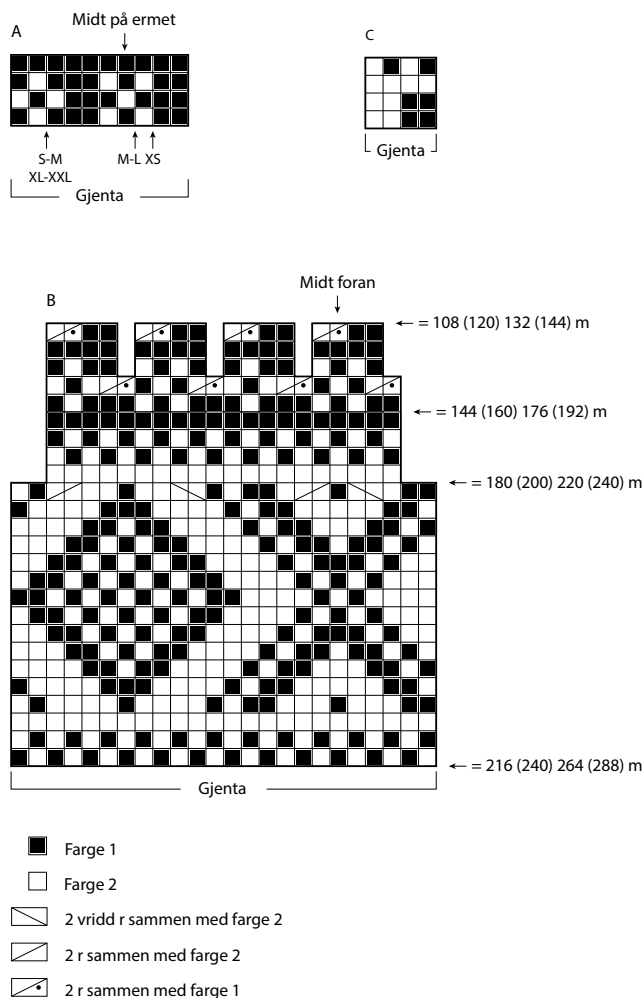 Midt på ermet
A
C
S-M
XL-XXL
M-L XS
Gjenta
Gjenta
Midt foran
B
= 108 (120) 132 (144) m
= 144 (160) 176 (192) m
= 180 (200) 220 (240) m
= 216 (240) 264 (288) m
Gjenta
Farge 1
Farge 2
2 vridd r sammen med farge 2
2 r sammen med farge 2
2 r sammen med farge 1